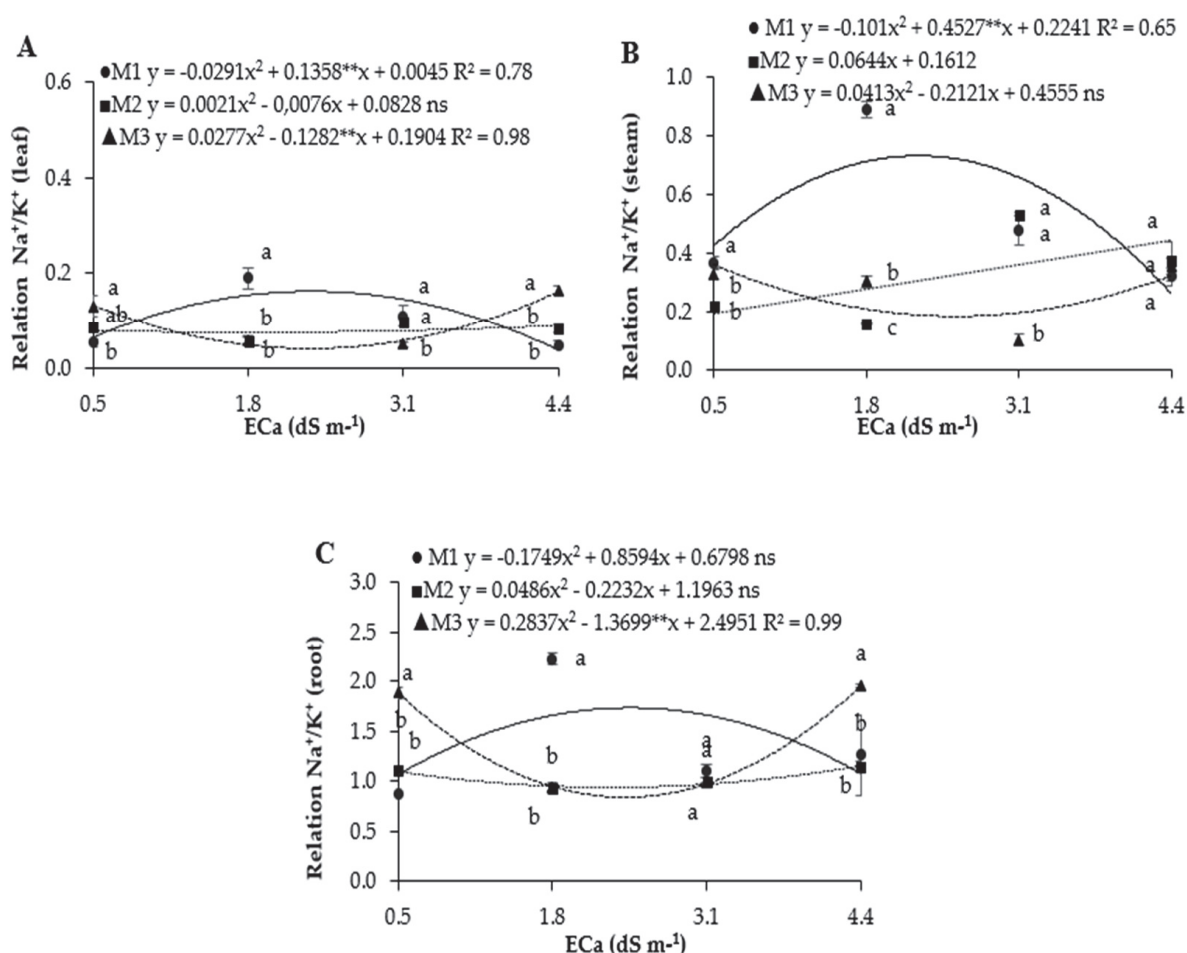 A
● M1 y = -0.0291x² + 0.1358**x + 0.0045 R² = 0.78
■ M2 y = 0.0021x² - 0,0076x + 0.0828 ns
▲ M3 y = 0.0277x² - 0.1282**x + 0.1904 R² = 0.98
Relation Na⁺/K⁺ (leaf)
0.6
0.4
0.2
0.0
a
ab
b
a
b
b
a
a
b
a
b
b
0.5 1.8 3.1 4.4
ECa (dS m⁻¹)
B
● M1 y = -0.101x² + 0.4527**x + 0.2241 R² = 0.65
■ M2 y = 0.0644x + 0.1612
▲ M3 y = 0.0413x² - 0.2121x + 0.4555 ns
Relation Na⁺/K⁺ (steam)
1.0
0.8
0.6
0.4
0.2
0.0
a
b
b
a
b
c
a
a
b
a
a
a
0.5 1.8 3.1 4.4
ECa (dS m⁻¹)
C
● M1 y = -0.1749x² + 0.8594x + 0.6798 ns
■ M2 y = 0.0486x² - 0.2232x + 1.1963 ns
▲ M3 y = 0.2837x² - 1.3699**x + 2.4951 R² = 0.99
Relation Na⁺/K⁺ (root)
3.0
2.5
2.0
1.5
1.0
0.5
0.0
a
b
b
a
b
b
a
a
a
a
b
b
0.5 1.8 3.1 4.4
ECa (dS m⁻¹)